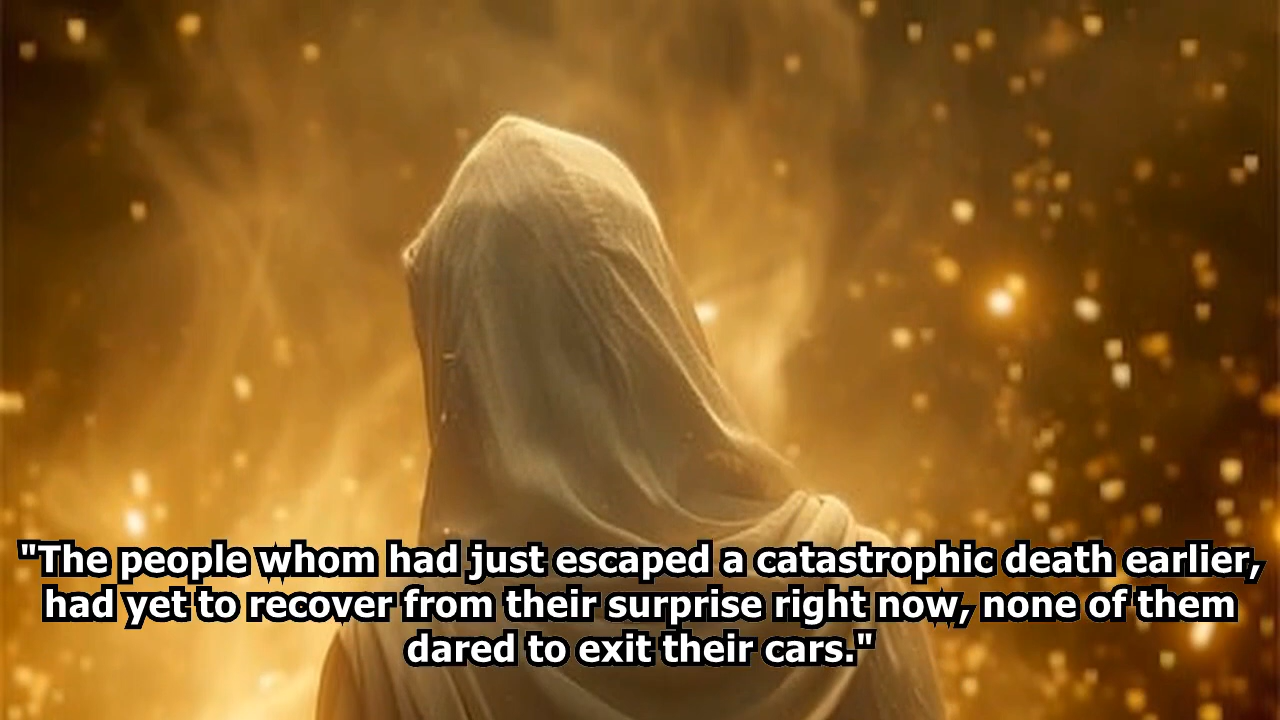 "The people whom had just escaped a catastrophic death earlier,
had yet to recover from their surprise right now, none of them
dared to exit their cars."